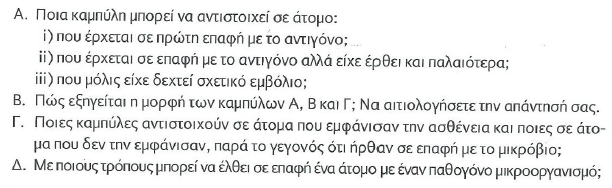 Α. Ποια καμπύλη μπορεί να αντιστοιχεί σε άτομο:
i) που έρχεται σε πρώτη επαφή με το αντιγόνο;
ii) που έρχεται σε επαφή με το αντιγόνο αλλά είχε έρθει και παλαιότερα;
iii) που μόλις είχε δεχτεί σχετικό εμβόλιο;
Β. Πώς εξηγείται η μορφή των καμπύλων Α, Β και Γ; Να αιτιολογήσετε την απάντησή σας.
Γ. Ποιες καμπύλες αντιστοιχούν σε άτομα που εμφάνισαν την ασθένεια και ποιες σε άτο-
μα που δεν την εμφάνισαν, παρά το γεγονός ότι ήρθαν σε επαφή με το μικρόβιο;
Δ. Με ποιους τρόπους μπορεί να έλθει σε επαφή ένα άτομο με έναν παθογόνο μικροοργανισμό;